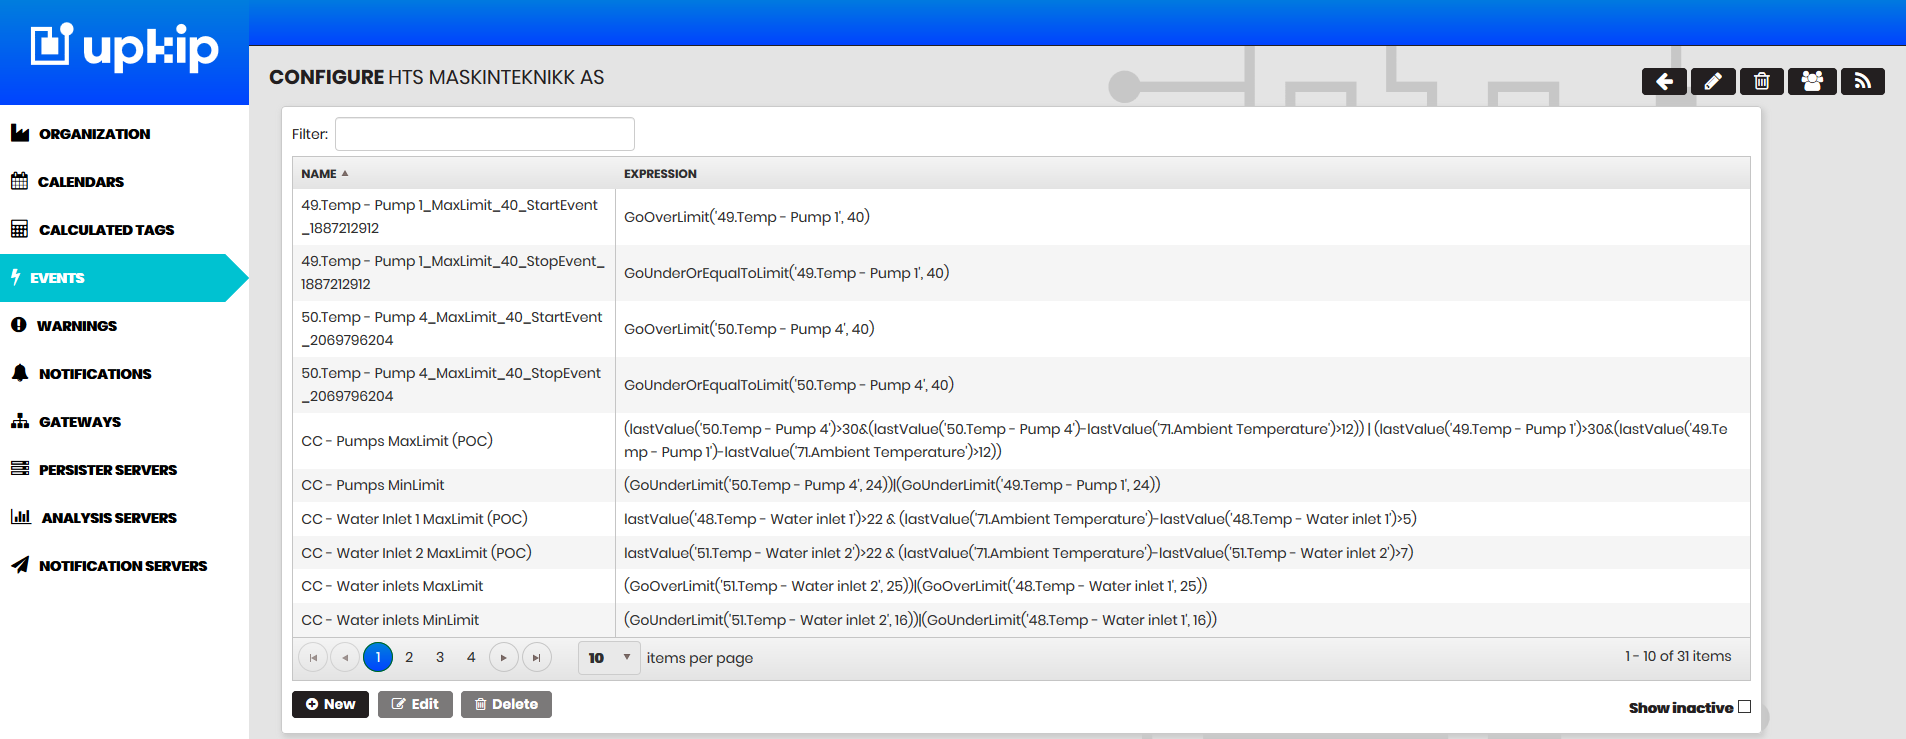 upkip
CONFIGURE HTS MASKINTEKNIKK AS
ORGANIZATION
CALENDARS
CALCULATED TAGS
EVENTS
WARNINGS
NOTIFICATIONS
GATEWAYS
PERSISTER SERVERS
ANALYSIS SERVERS
NOTIFICATION SERVERS
Filter:
NAME EXPRESSION
49.Temp - Pump 1_MaxLimit_40_StartEvent
_1887212912
GoOverLimit('49.Temp - Pump 1', 40)
49.Temp - Pump 1_MaxLimit_40_StopEvent_
1887212912
GoUnderOrEqualToLimit('49.Temp - Pump 1', 40)
50.Temp - Pump 4_MaxLimit_40_StartEvent
_2069796204
GoOverLimit('50.Temp - Pump 4', 40)
50.Temp - Pump 4_MaxLimit_40_StopEvent
_2069796204
GoUnderOrEqualToLimit('50.Temp - Pump 4', 40)
CC - Pumps MaxLimit (POC)
(lastValue('50.Temp - Pump 4')>30&(lastValue('50.Temp - Pump 4')-lastValue('71.Ambient Temperature')>12)) | (lastValue('49.Temp - Pump 1')>30&(lastValue('49.Te
mp - Pump 1')-lastValue('71.Ambient Temperature')>12))
CC - Pumps MinLimit (GoUnderLimit('50.Temp - Pump 4', 24))|(GoUnderLimit('49.Temp - Pump 1', 24))
CC - Water Inlet 1 MaxLimit (POC) lastValue('48.Temp - Water inlet 1')>22 & (lastValue('71.Ambient Temperature')-lastValue('48.Temp - Water inlet 1')>5)
CC - Water Inlet 2 MaxLimit (POC) lastValue('51.Temp - Water inlet 2')>22 & (lastValue('71.Ambient Temperature')-lastValue('51.Temp - Water inlet 2')>7)
CC - Water inlets MaxLimit (GoOverLimit('51.Temp - Water inlet 2', 25))|(GoOverLimit('48.Temp - Water inlet 1', 25))
CC - Water inlets MinLimit (GoUnderLimit('51.Temp - Water inlet 2', 16))|(GoUnderLimit('48.Temp - Water inlet 1', 16))
1 2 3 4 10 items per page 1 - 10 of 31 items
New Edit Delete Show inactive